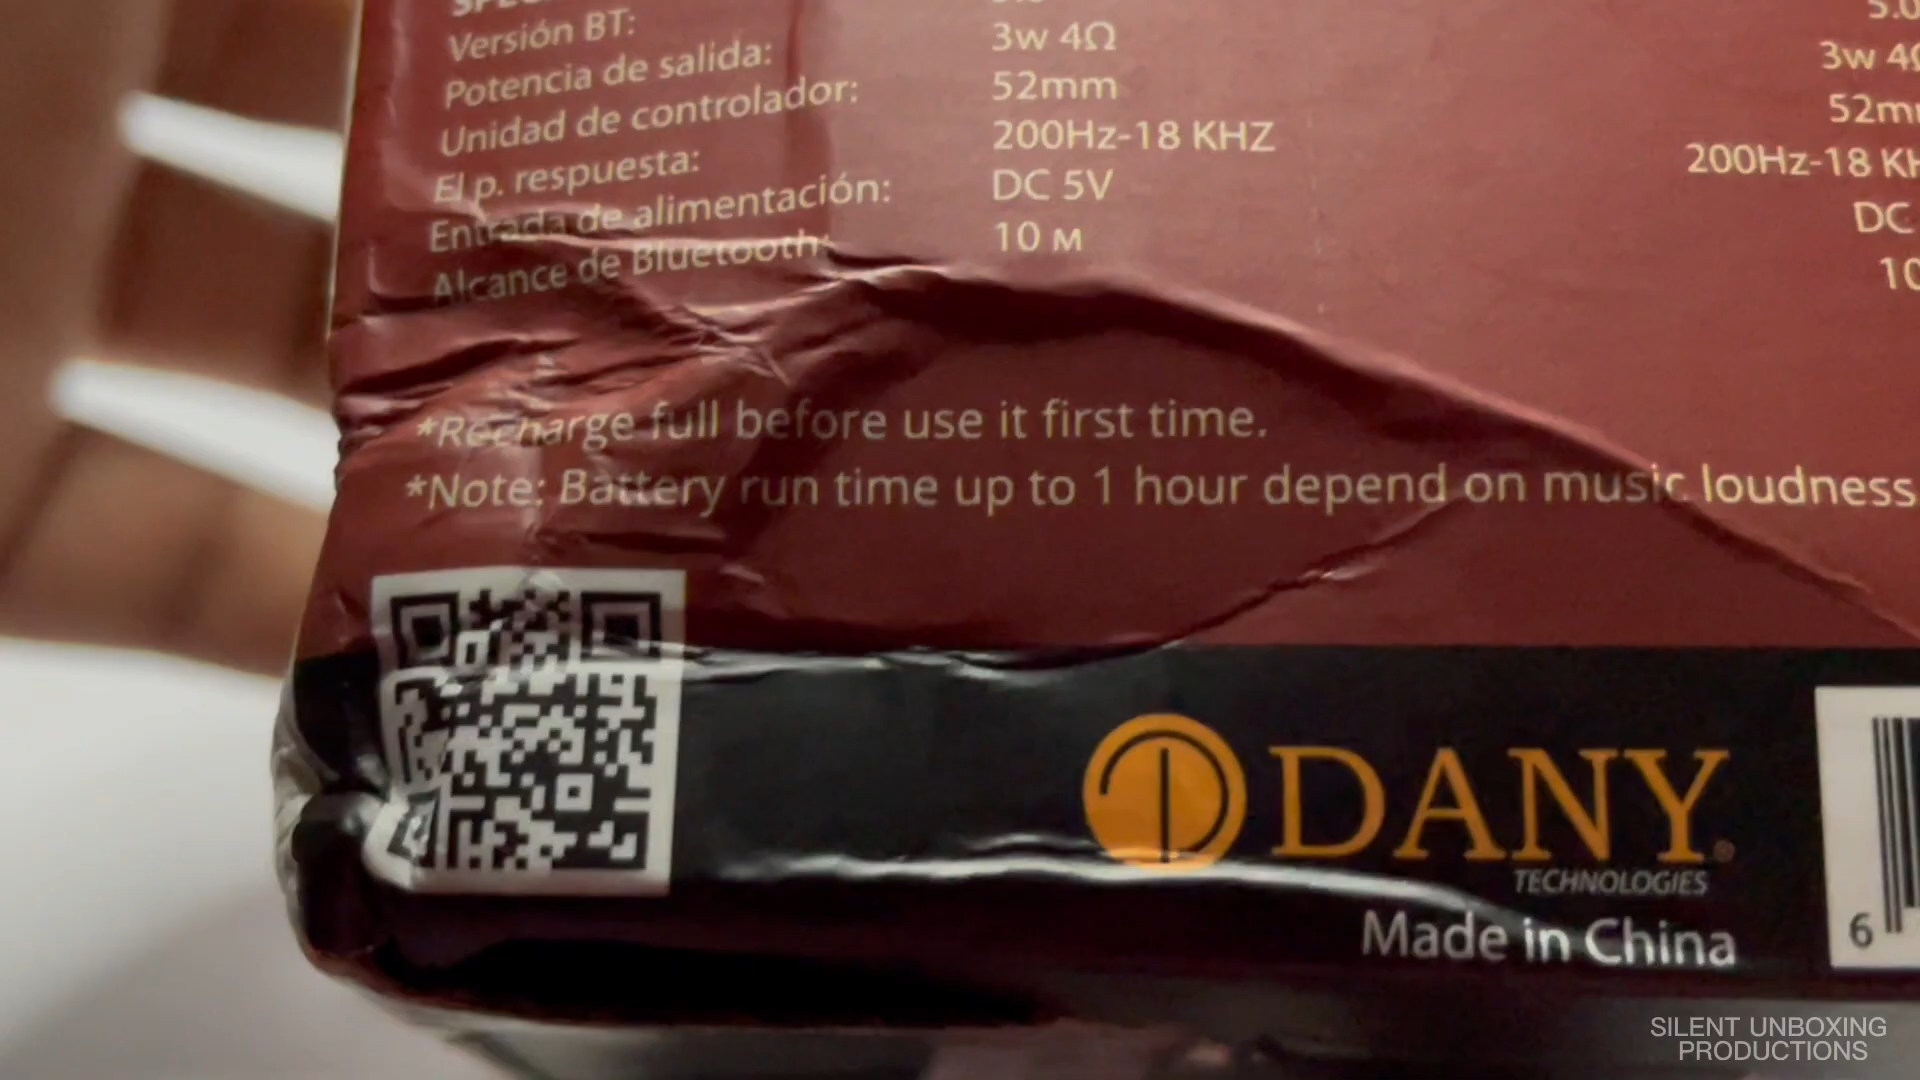 Versión BT:
Potencia de salida: 3w 4Ω
Unidad de controlador: 52mm
El p. respuesta: 200Hz-18 KHZ
Entrada de alimentación: DC 5V
Alcance de Bluetooth: 10 M
3w 4Ω
52mm
200Hz-18 KH
DC
10
*Recharge full before use it first time.
*Note: Battery run time up to 1 hour depend on music loudness
DANY
TECHNOLOGIES
Made in China
6
SILENT UNBOXING
PRODUCTIONS